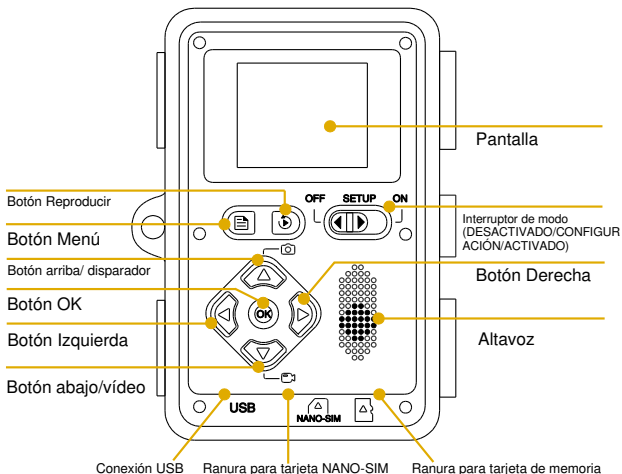 Pantalla
OFF SETUP ON
Botón Reproducir
Botón Menú
Interruptor de modo
(DESACTIVADO/CONFIGUR
ACIÓN/ACTIVADO)
Botón arriba/ disparador
Botón Derecha
Botón OK
OK
Botón Izquierda
Altavoz
Botón abajo/vídeo
USB
NANO-SIM
Conexión USB
Ranura para tarjeta NANO-SIM
Ranura para tarjeta de memoria